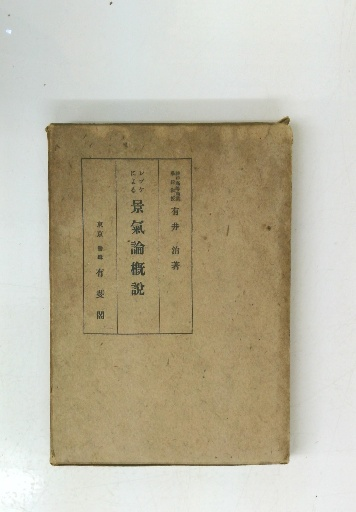 有井治著
レプケ
による
景氣論概說
東京 有斐閣